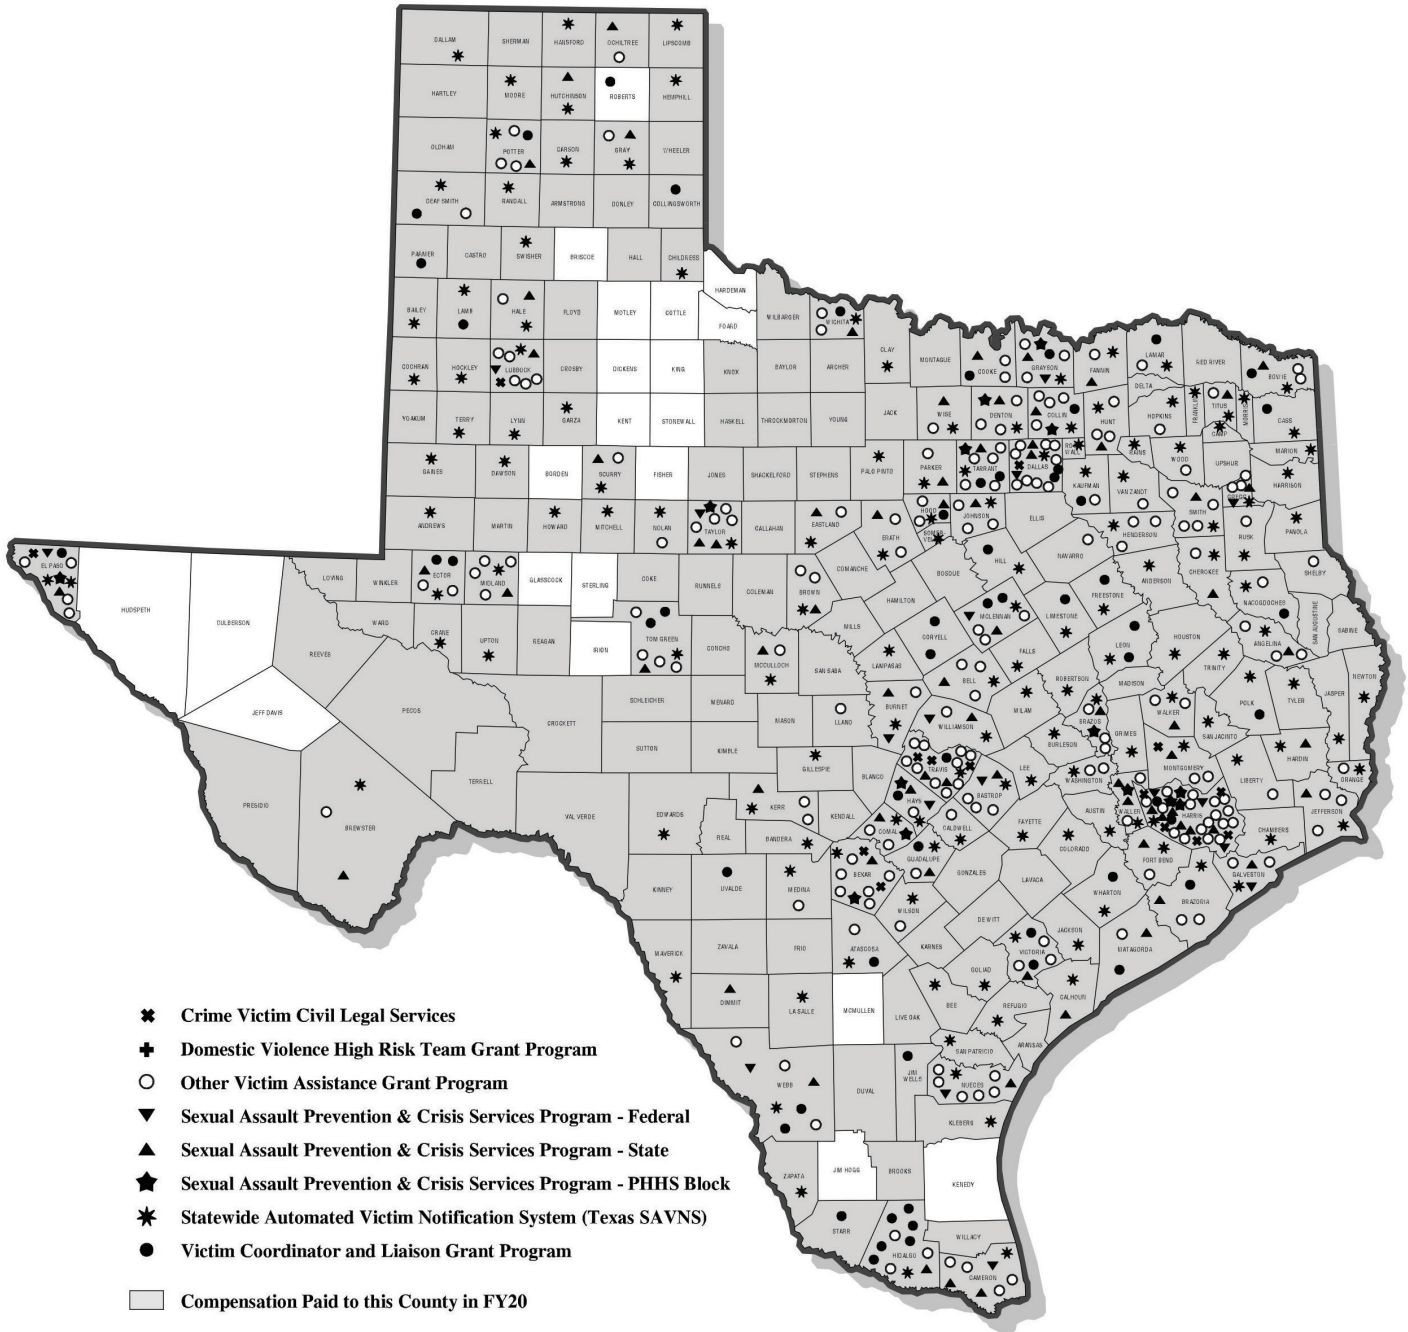 DALLAM SHERMAN HANSFORD OCHILTREE LIPSCOMB
HARTLEY MOORE HUTCHINSON ROBERTS HEMPHILL
OLDHAM POTTER CARSON GRAY WHEELER
DEAF SMITH RANDALL ARMSTRONG DONLEY COLLINGSWORTH
PARMER CASTRO SWISHER BRISCOE HALL CHILDRESS
HARDEMAN
BAILEY LAMB HALE FLOYD MOTLEY COTTLE FOARD WILBARGER WICHITA
COCHRAN HOCKLEY LUBBOCK CROSBY DICKENS KING KNOX BAYLOR ARCHER CLAY MONTAGUE COOKE GRAYSON FANNIN LAMAR RED RIVER BOWIE
DELTA
YOAKUM TERRY LYNN GARZA KENT STONEWALL HASKELL THROCKMORTON YOUNG JACK WISE DENTON COLLIN HUNT HOPKINS FRANKLIN TITUS MORRIS CASS
CAMP
GAINES DAWSON BORDEN SCURRY FISHER JONES SHACKELFORD STEPHENS PALO PINTO PARKER TARRANT DALLAS ROCKWALL RAINS WOOD UPSHUR MARION
KAUFMAN VAN ZANDT GREGG HARRISON
ANDREWS MARTIN HOWARD MITCHELL NOLAN TAYLOR CALLAHAN EASTLAND ERATH HOOD SOMERVELL JOHNSON ELLIS HENDERSON SMITH RUSK PANOLA
EL PASO HUDSPETH CULBERSON LOVING WINKLER ECTOR MIDLAND GLASSCOCK STERLING COKE RUNNELS COLEMAN BROWN COMANCHE HAMILTON BOSQUE HILL NAVARRO FREESTONE ANDERSON CHEROKEE NACOGDOCHES SHELBY
REEVES WARD CRANE UPTON REAGAN IRION TOM GREEN CONCHO MCCULLOCH SAN SABA MILLS LAMPASAS CORYELL MCLENNAN LIMESTONE FALLS LEON HOUSTON ANGELINA SAN AUGUSTINE SABINE
JEFF DAVIS PECOS CROCKETT SCHLEICHER MENARD MASON LLANO BURNET BELL MILAM ROBERTSON MADISON TRINITY POLK TYLER JASPER NEWTON
SUTTON KIMBLE WILLIAMSON BRAZOS GRIMES WALKER SAN JACINTO
PRESIDIO BREWSTER TERRELL VAL VERDE EDWARDS KERR GILLESPIE BLANCO TRAVIS LEE BURLESON WASHINGTON MONTGOMERY LIBERTY HARDIN ORANGE
REAL BANDERA KENDALL HAYS COMAL CALDWELL BASTROP FAYETTE AUSTIN WALLER HARRIS CHAMBERS JEFFERSON
KINNEY UVALDE MEDINA BEXAR GUADALUPE GONZALES LAVACA COLORADO WHARTON FORT BEND BRAZORIA GALVESTON
MAVERICK ZAVALA FRIO ATASCOSA WILSON KARNES DE WITT VICTORIA JACKSON MATAGORDA
DIMMIT LA SALLE MCMULLEN LIVE OAK BEE GOLIAD REFUGIO CALHOUN
WEBB DUVAL JIM WELLS SAN PATRICIO ARANSAS NUECES
KLEBERG
ZAPATA JIM HOGG BROOKS KENEDY
STARR HIDALGO WILLACY CAMERON
Crime Victim Civil Legal Services
Domestic Violence High Risk Team Grant Program
Other Victim Assistance Grant Program
Sexual Assault Prevention & Crisis Services Program - Federal
Sexual Assault Prevention & Crisis Services Program - State
Sexual Assault Prevention & Crisis Services Program - PHHS Block
Statewide Automated Victim Notification System (Texas SAVNS)
Victim Coordinator and Liaison Grant Program
Compensation Paid to this County in FY20